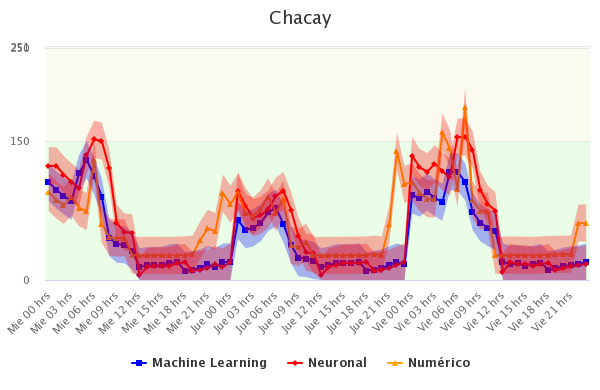 Chacay
250
150
0
Mie 00 hrs
Mie 03 hrs
Mie 06 hrs
Mie 09 hrs
Mie 12 hrs
Mie 15 hrs
Mie 18 hrs
Mie 21 hrs
Jue 00 hrs
Jue 03 hrs
Jue 06 hrs
Jue 09 hrs
Jue 12 hrs
Jue 15 hrs
Jue 18 hrs
Vie 21 hrs
Vie 00 hrs
Vie 03 hrs
Vie 06 hrs
Vie 09 hrs
Vie 12 hrs
Vie 15 hrs
Vie 18 hrs
Vie 21 hrs
Machine Learning Neuronal Numérico